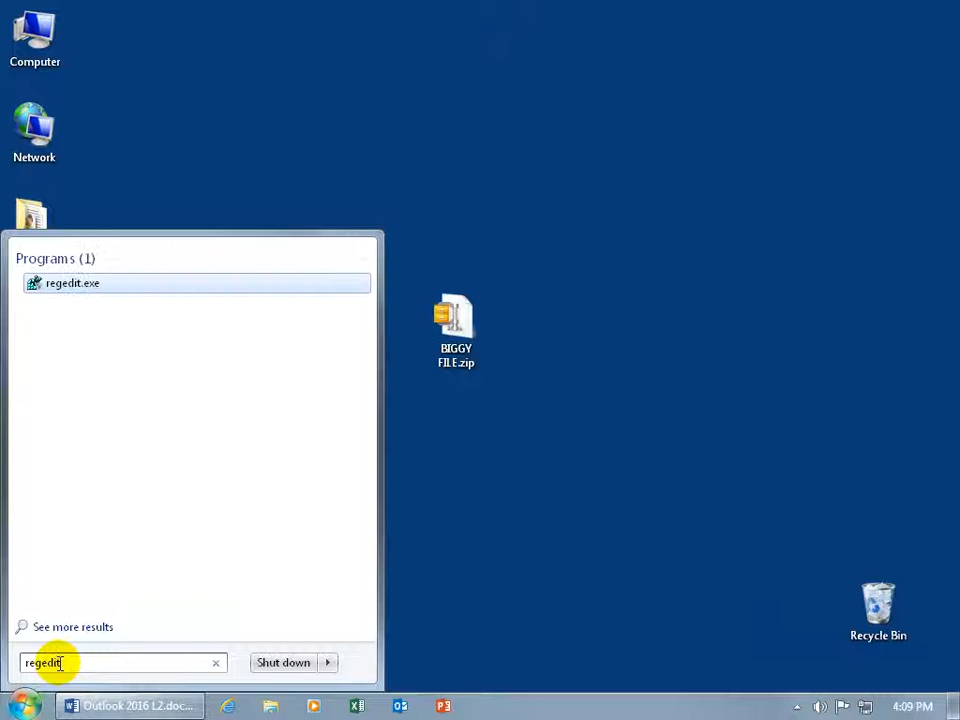 Computer
Network
Programs (1)
regedit.exe
BIGGY
FILE.zip
See more results
regedit
Shut down
Recycle Bin
Outlook 2016 L2.doc...
4:09 PM